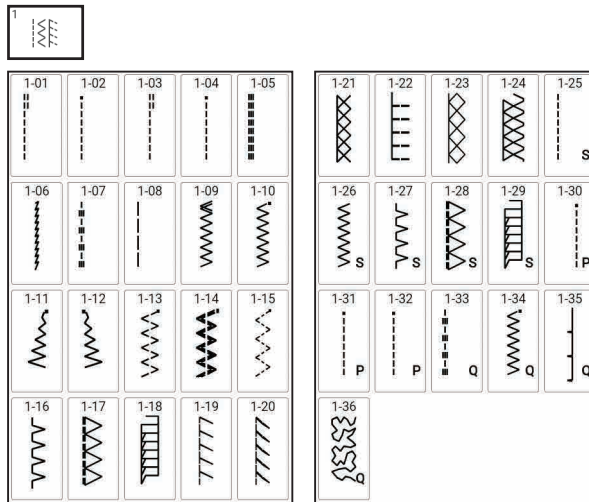 1
1-01 1-02 1-03 1-04 1-05
1-06 1-07 1-08 1-09 1-10
1-11 1-12 1-13 1-14 1-15
1-16 1-17 1-18 1-19 1-20
1-21 1-22 1-23 1-24 1-25
S
1-26 1-27 1-28 1-29 1-30
S S S S P
1-31 1-32 1-33 1-34 1-35
P P Q Q Q
1-36
Q